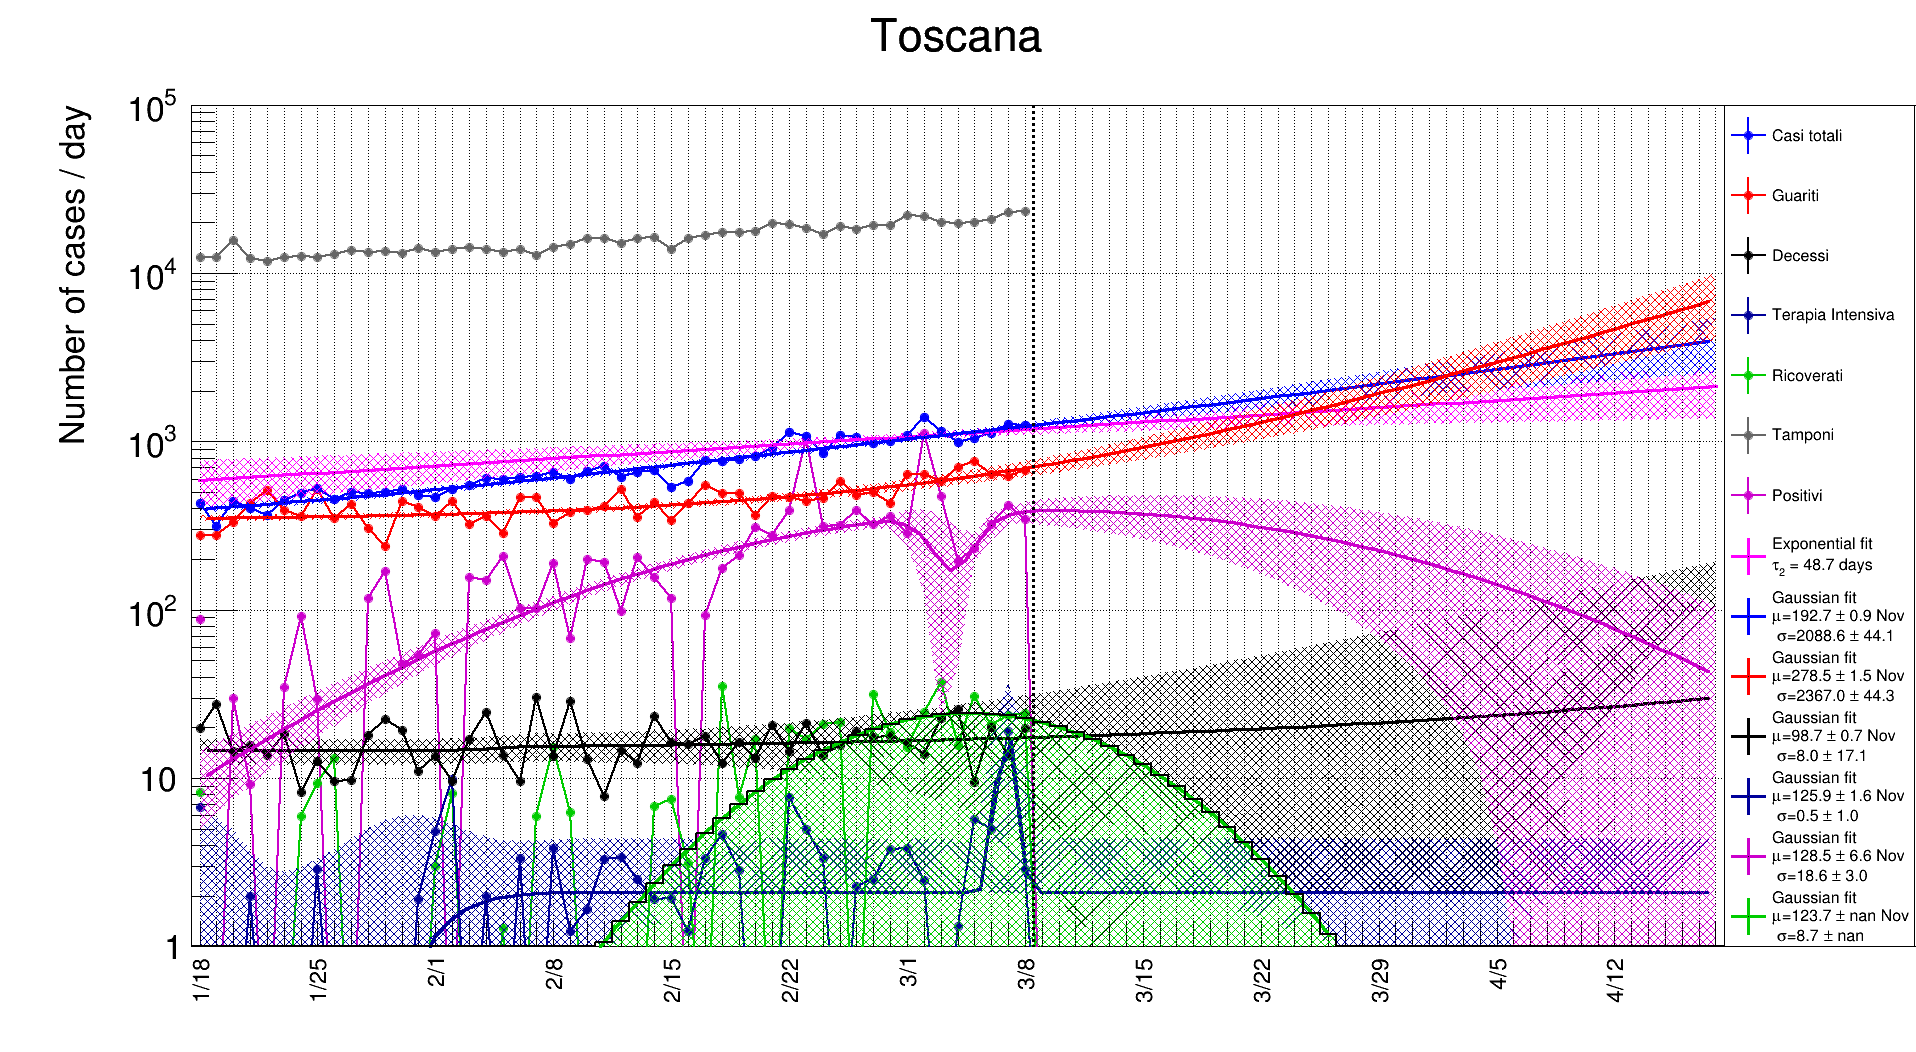 Toscana
Number of cases / day
10^5
10^4
10^3
10^2
10
1
1/18
1/25
2/1
2/8
2/15
2/22
3/1
3/8
3/15
3/22
3/29
4/5
4/12
Casi totali
Guariti
Decessi
Terapia Intensiva
Ricoverati
Tamponi
Positivi
Exponential fit
τ₂ = 48.7 days
Gaussian fit
μ=192.7 ± 0.9 Nov
σ=2088.6 ± 44.1
Gaussian fit
μ=278.5 ± 1.5 Nov
σ=2367.0 ± 44.3
Gaussian fit
μ=98.7 ± 0.7 Nov
σ=8.0 ± 17.1
Gaussian fit
μ=125.9 ± 1.6 Nov
σ=0.5 ± 1.0
Gaussian fit
μ=128.5 ± 6.6 Nov
σ=18.6 ± 3.0
Gaussian fit
μ=123.7 ± nan Nov
σ=8.7 ± nan